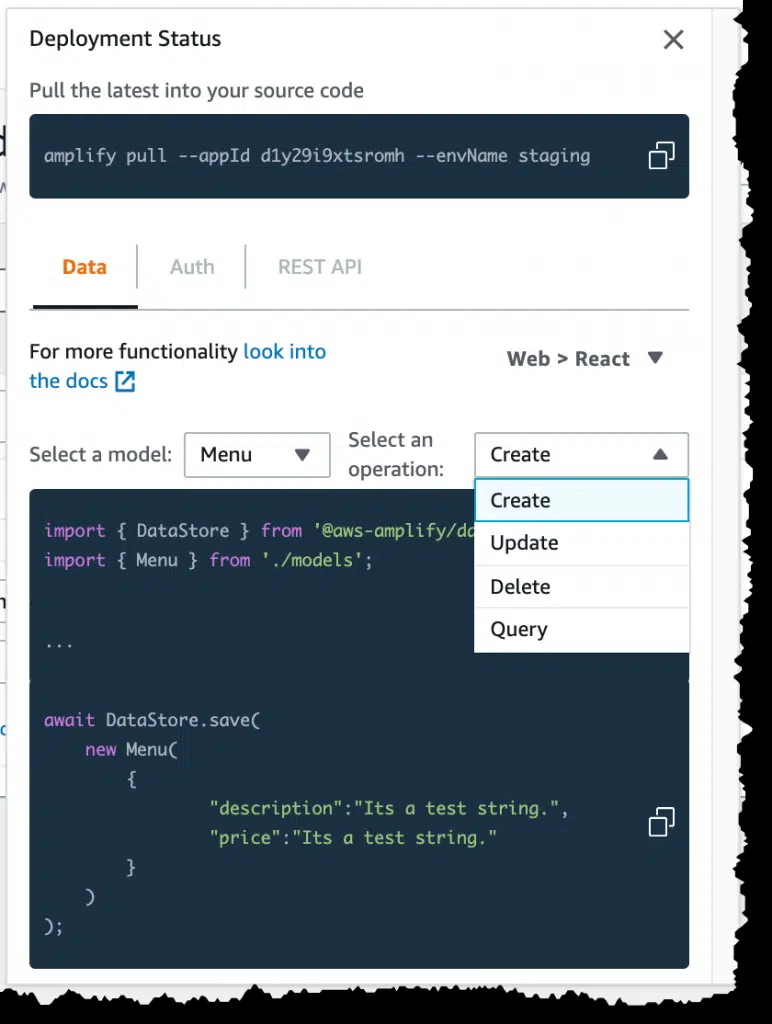 Deployment Status
Pull the latest into your source code
amplify pull --appId d1y29i9xtsromh --envName staging
Data
Auth
REST API
For more functionality look into
the docs
Web > React
Select a model:
Menu
Select an
operation:
Create
Create
Update
Delete
Query
import { DataStore } from '@aws-amplify/da
import { Menu } from './models';
...
await DataStore.save(
new Menu(
{
"description":"Its a test string.",
"price":"Its a test string."
}
)
);